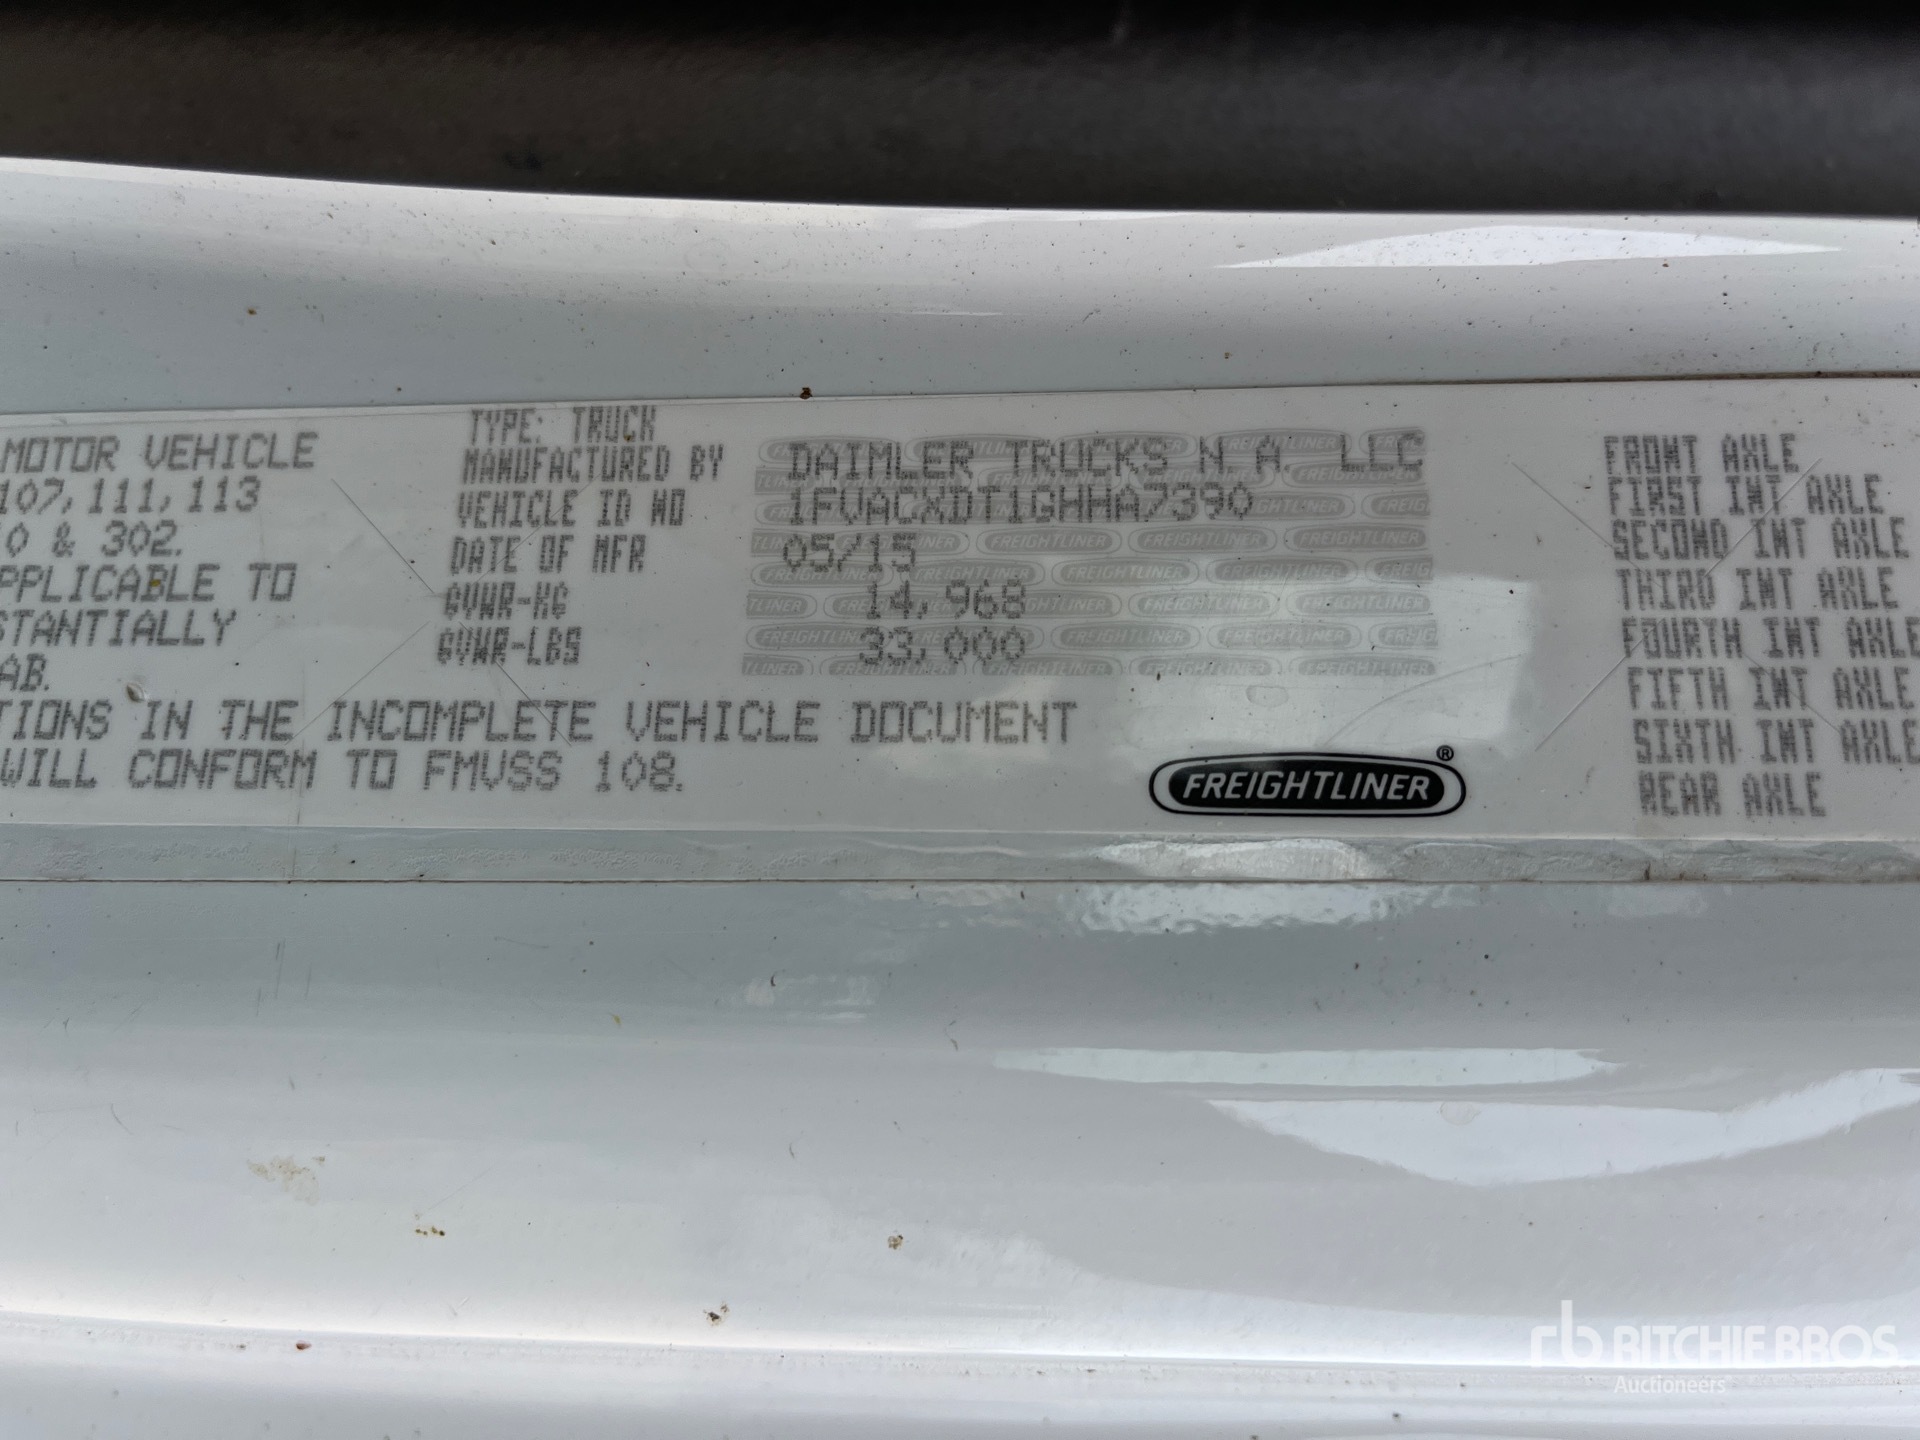 MOTOR VEHICLE
107,111,113
0 & 302.
PPLICABLE TO
STANTIALLY
AB.
TIONS IN THE INCOMPLETE VEHICLE DOCUMENT
WILL CONFORM TO FMVSS 108.
TYPE: TRUCK
MANUFACTURED BY DAIMLER TRUCKS N.A. LLC
VEHICLE ID NO 1FVACXDT1GHHA7390
DATE OF MFR 05/15
GVWR-KG 14,968
GVWR-LBS 33,000
FREIGHTLINER®
FRONT AXLE
FIRST INT AXLE
SECOND INT AXLE
THIRD INT AXLE
FOURTH INT AXLE
FIFTH INT AXLE
SIXTH INT AXLE
REAR AXLE
rb RITCHIE BROS
Auctioneers